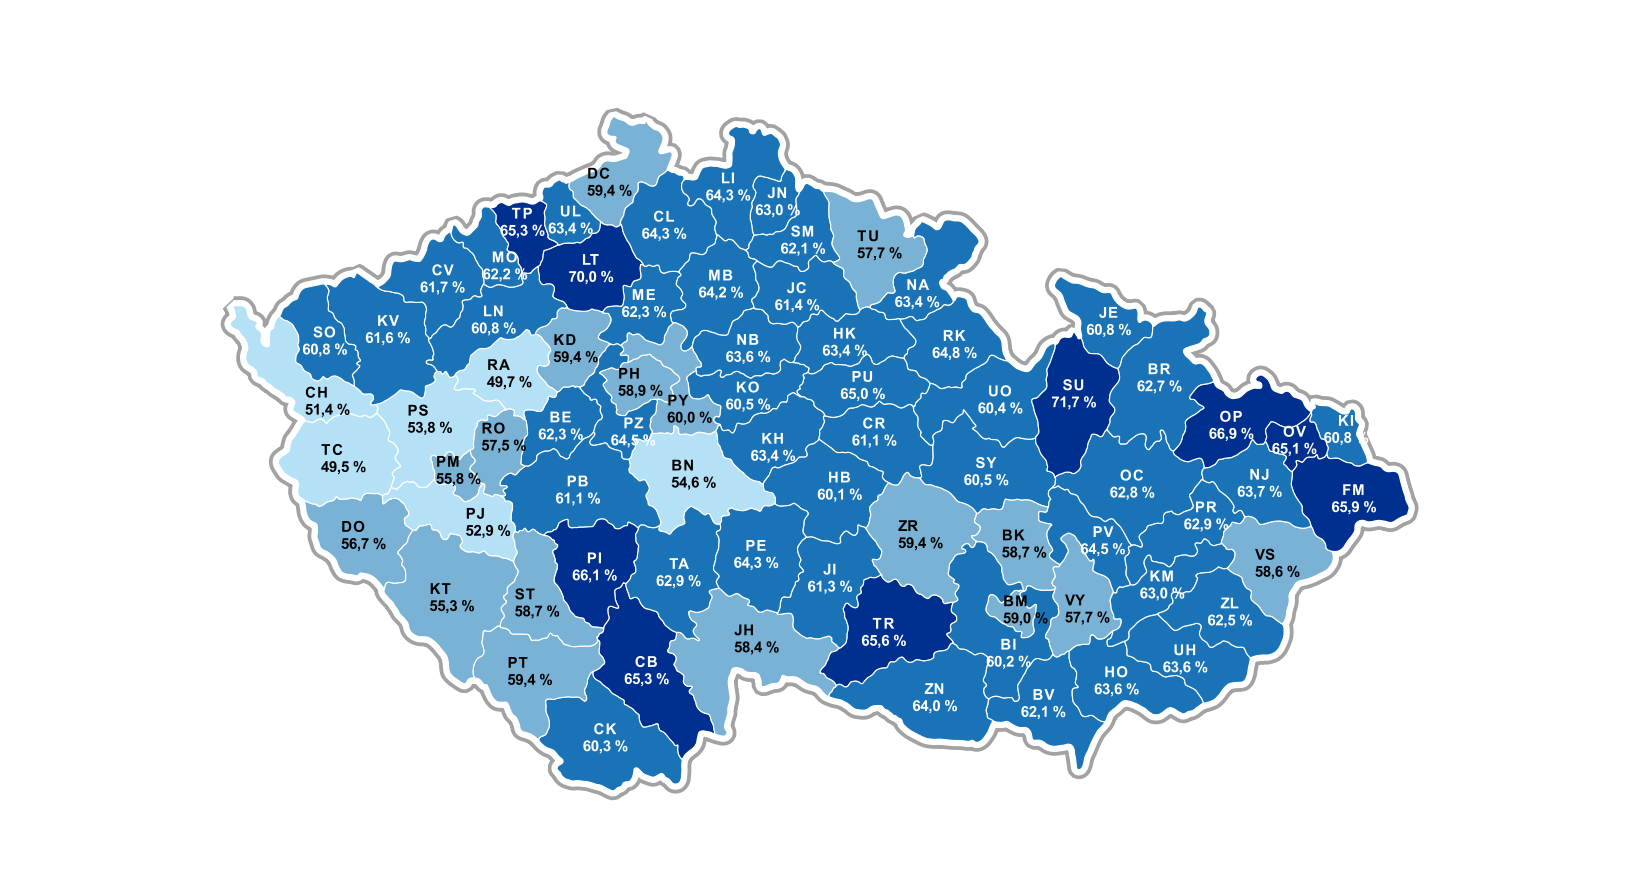 DC
59,4 %
LI
64,3 %
JN
63,0 %
TP
65,3 %
UL
63,4 %
CL
64,3 %
SM
62,1 %
TU
57,7 %
MO
62,2 %
LT
70,0 %
CV
61,7 %
MB
64,2 %
JC
61,4 %
NA
63,4 %
ME
62,3 %
LN
60,8 %
KV
61,6 %
SO
60,8 %
JE
60,8 %
KD
59,4 %
NB
63,6 %
HK
63,4 %
RK
64,8 %
RA
49,7 %
PH
58,9 %
KO
60,5 %
PU
65,0 %
UO
60,4 %
SU
71,7 %
BR
62,7 %
CH
51,4 %
PS
53,8 %
PY
60,0 %
BE
62,3 %
PZ
64,5 %
RO
57,5 %
KH
63,4 %
CR
61,1 %
OP
66,9 %
OV
65,1 %
KI
60,8
TC
49,5 %
PM
55,8 %
BN
54,6 %
PB
61,1 %
HB
60,1 %
SY
60,5 %
OC
62,8 %
NJ
63,7 %
FM
65,9 %
PJ
52,9 %
DO
56,7 %
ZR
59,4 %
BK
58,7 %
PV
64,5 %
PR
62,9 %
VS
58,6 %
PI
66,1 %
TA
62,9 %
PE
64,3 %
JI
61,3 %
KM
63,0 %
KT
55,3 %
ST
58,7 %
BM
59,0 %
VY
57,7 %
ZL
62,5 %
JH
58,4 %
TR
65,6 %
BI
60,2 %
UH
63,6 %
PT
59,4 %
CB
65,3 %
HO
63,6 %
ZN
64,0 %
BV
62,1 %
CK
60,3 %